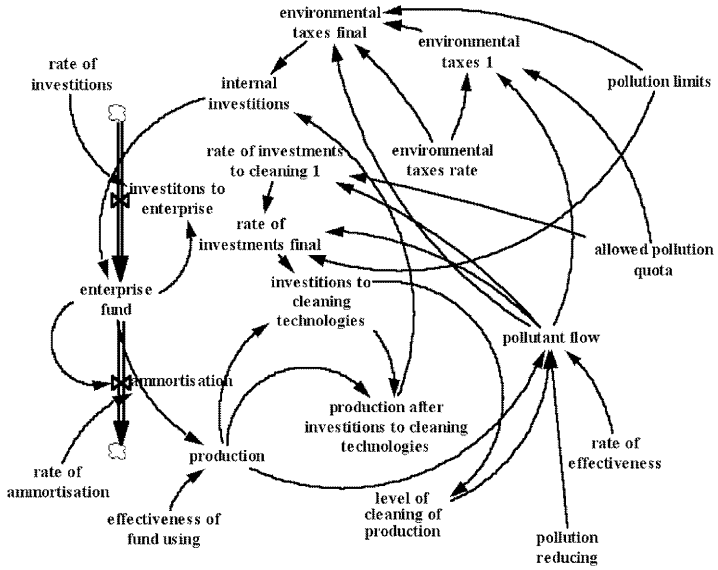 environmental
taxes final
environmental
taxes 1
rate of
investitions
internal
investitions
pollution limits
rate of investments
to cleaning 1
environmental
taxes rate
investitons to
enterprise
rate of
investments final
allowed pollution
quota
enterprise
fund
investitions to
cleaning
technologies
pollutant flow
ammortisation
production after
investitions to cleaning
technologies
production
rate of
effectiveness
rate of
ammortisation
effectiveness of
fund using
level of
cleaning of
production
pollution
reducing